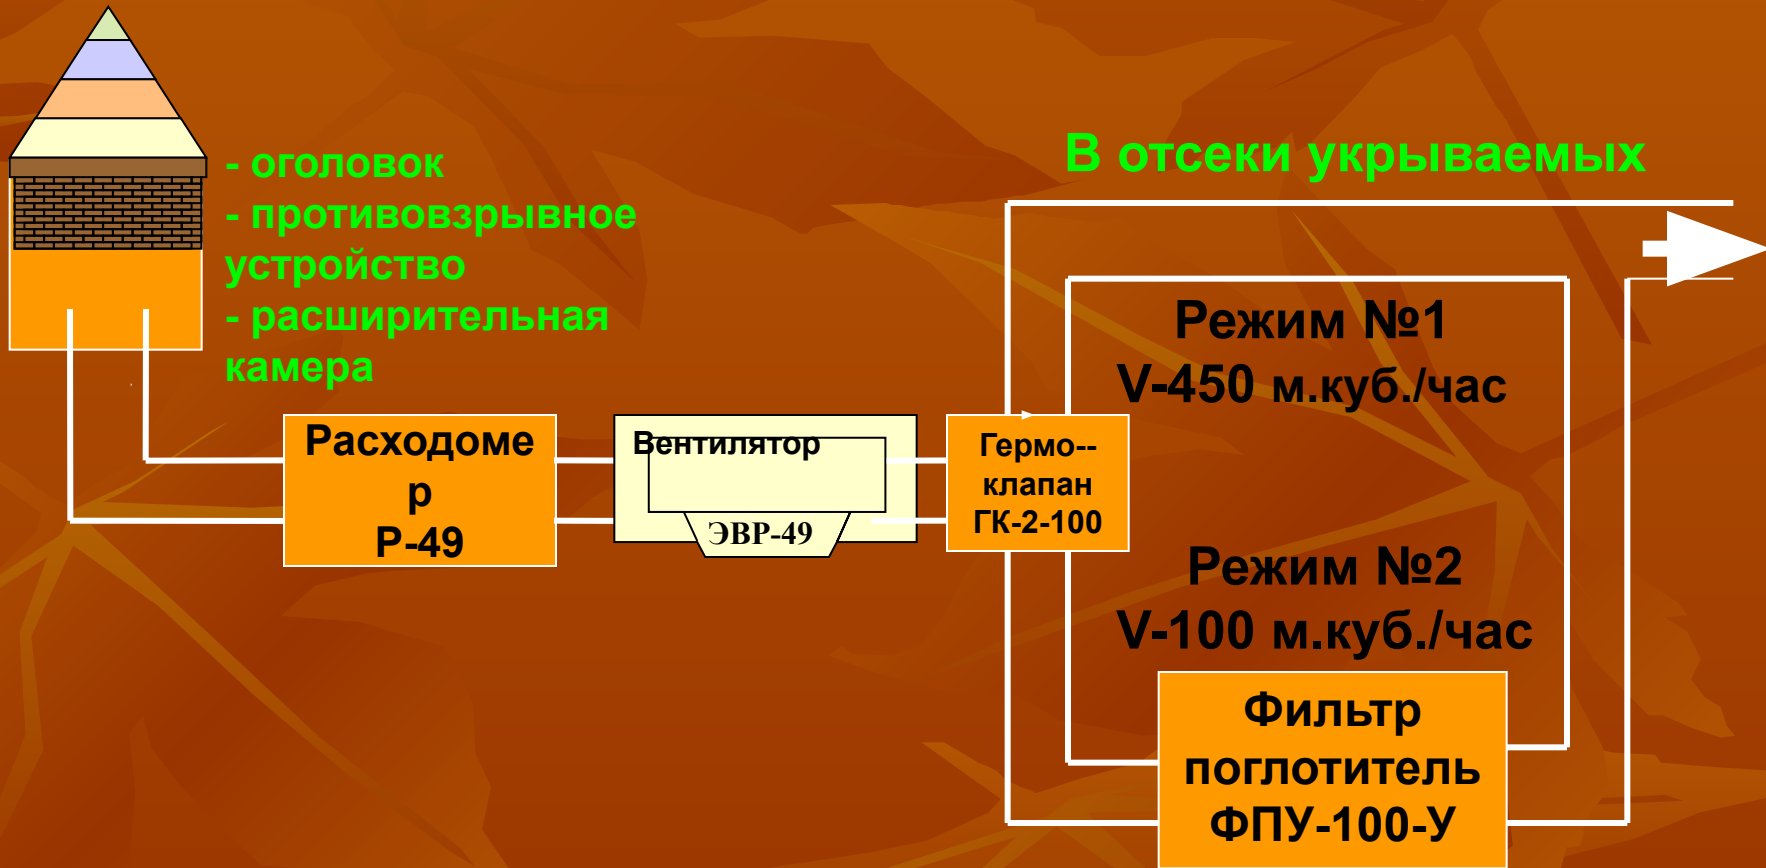 - оголовок
- противовзрывное
устройство
- расширительная
камера
В отсеки укрываемых
Режим №1
V-450 м.куб./час
Расходоме
р
Р-49
Вентилятор
ЭВР-49
Гермо--
клапан
ГК-2-100
Режим №2
V-100 м.куб./час
Фильтр
поглотитель
ФПУ-100-У